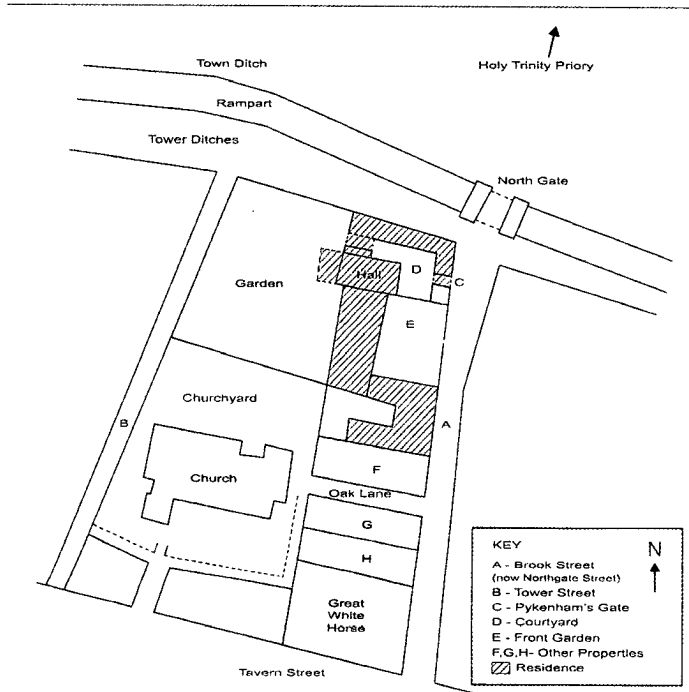 Town Ditch
Holy Trinity Priory
Rampart
Tower Ditches
North Gate
D
Hall
Garden
C
E
Churchyard
B
A
Church
F
Oak Lane
G
H
Great
White
Horse
Tavern Street
KEY
N
A - Brook Street
(now Northgate Street)
B - Tower Street
C - Pykenham's Gate
D - Courtyard
E - Front Garden
F,G,H- Other Properties
Residence